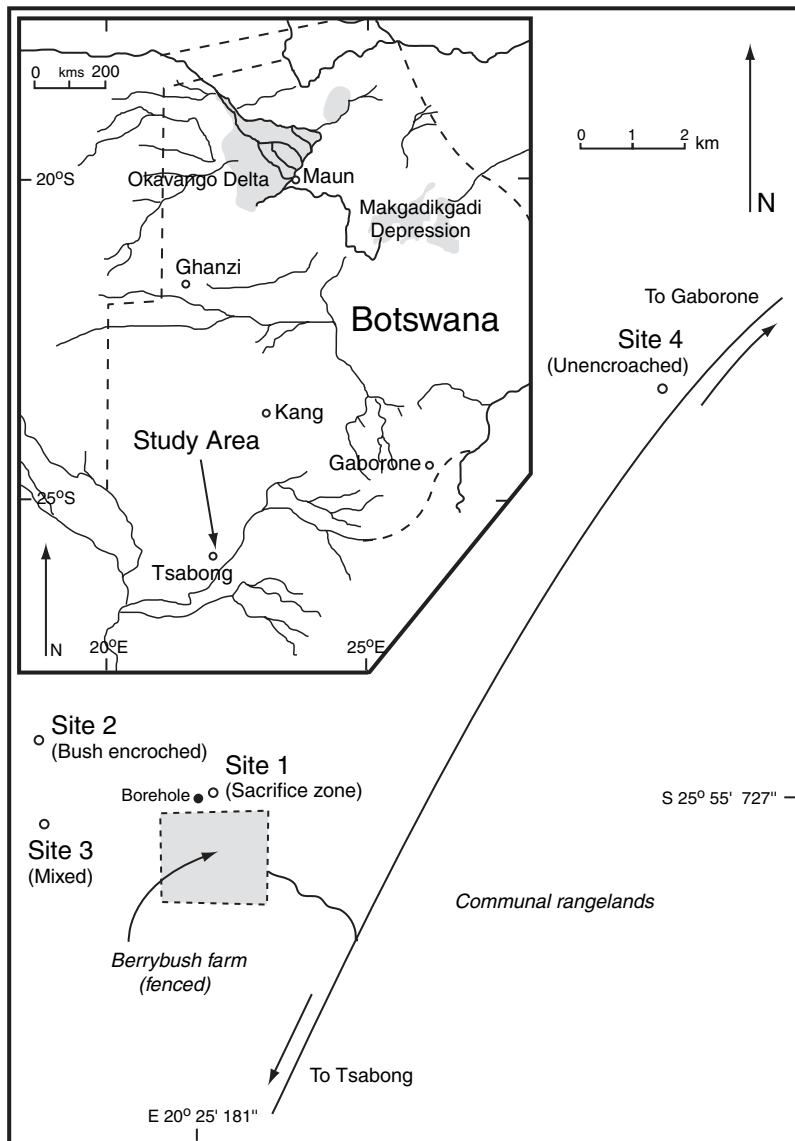 0 kms 200
20°S
Okavango Delta
Maun
Makgadikgadi
Depression
Ghanzi
Botswana
Kang
Study Area
Gaborone
25°S
Tsabong
N
20°E
25°E
0 1 2 km
N
To Gaborone
Site 4
(Unencroached)
Site 2
(Bush encroched)
Site 1
(Sacrifice zone)
Borehole
S 25° 55' 727"
Site 3
(Mixed)
Communal rangelands
Berrybush farm
(fenced)
To Tsabong
E 20° 25' 181"